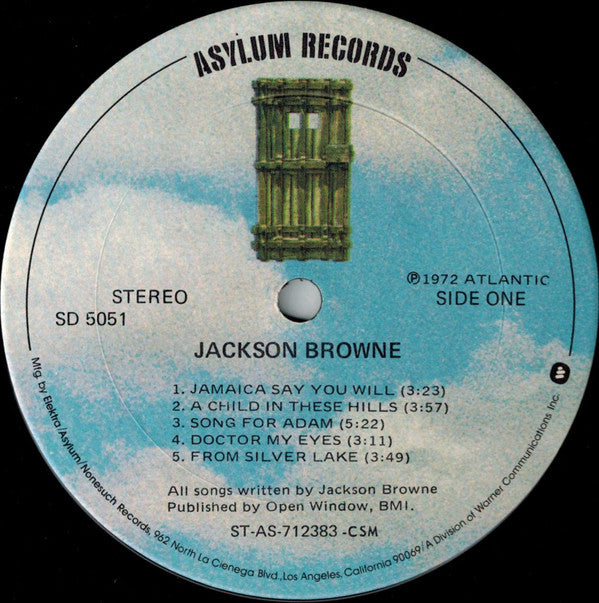 ASYLUM RECORDS
STEREO
SD 5051
℗1972 ATLANTIC
SIDE ONE
JACKSON BROWNE
1. JAMAICA SAY YOU WILL (3:23)
2. A CHILD IN THESE HILLS (3:57)
3. SONG FOR ADAM (5:22)
4. DOCTOR MY EYES (3:11)
5. FROM SILVER LAKE (3:49)
All songs written by Jackson Browne
Published by Open Window, BMI.
ST-AS-712383-CSM
Mfg. by Elektra/Asylum/Nonesuch Records, 962 North La Cienega Blvd., Los Angeles, California 90069/A Division of Warner Communications Inc.